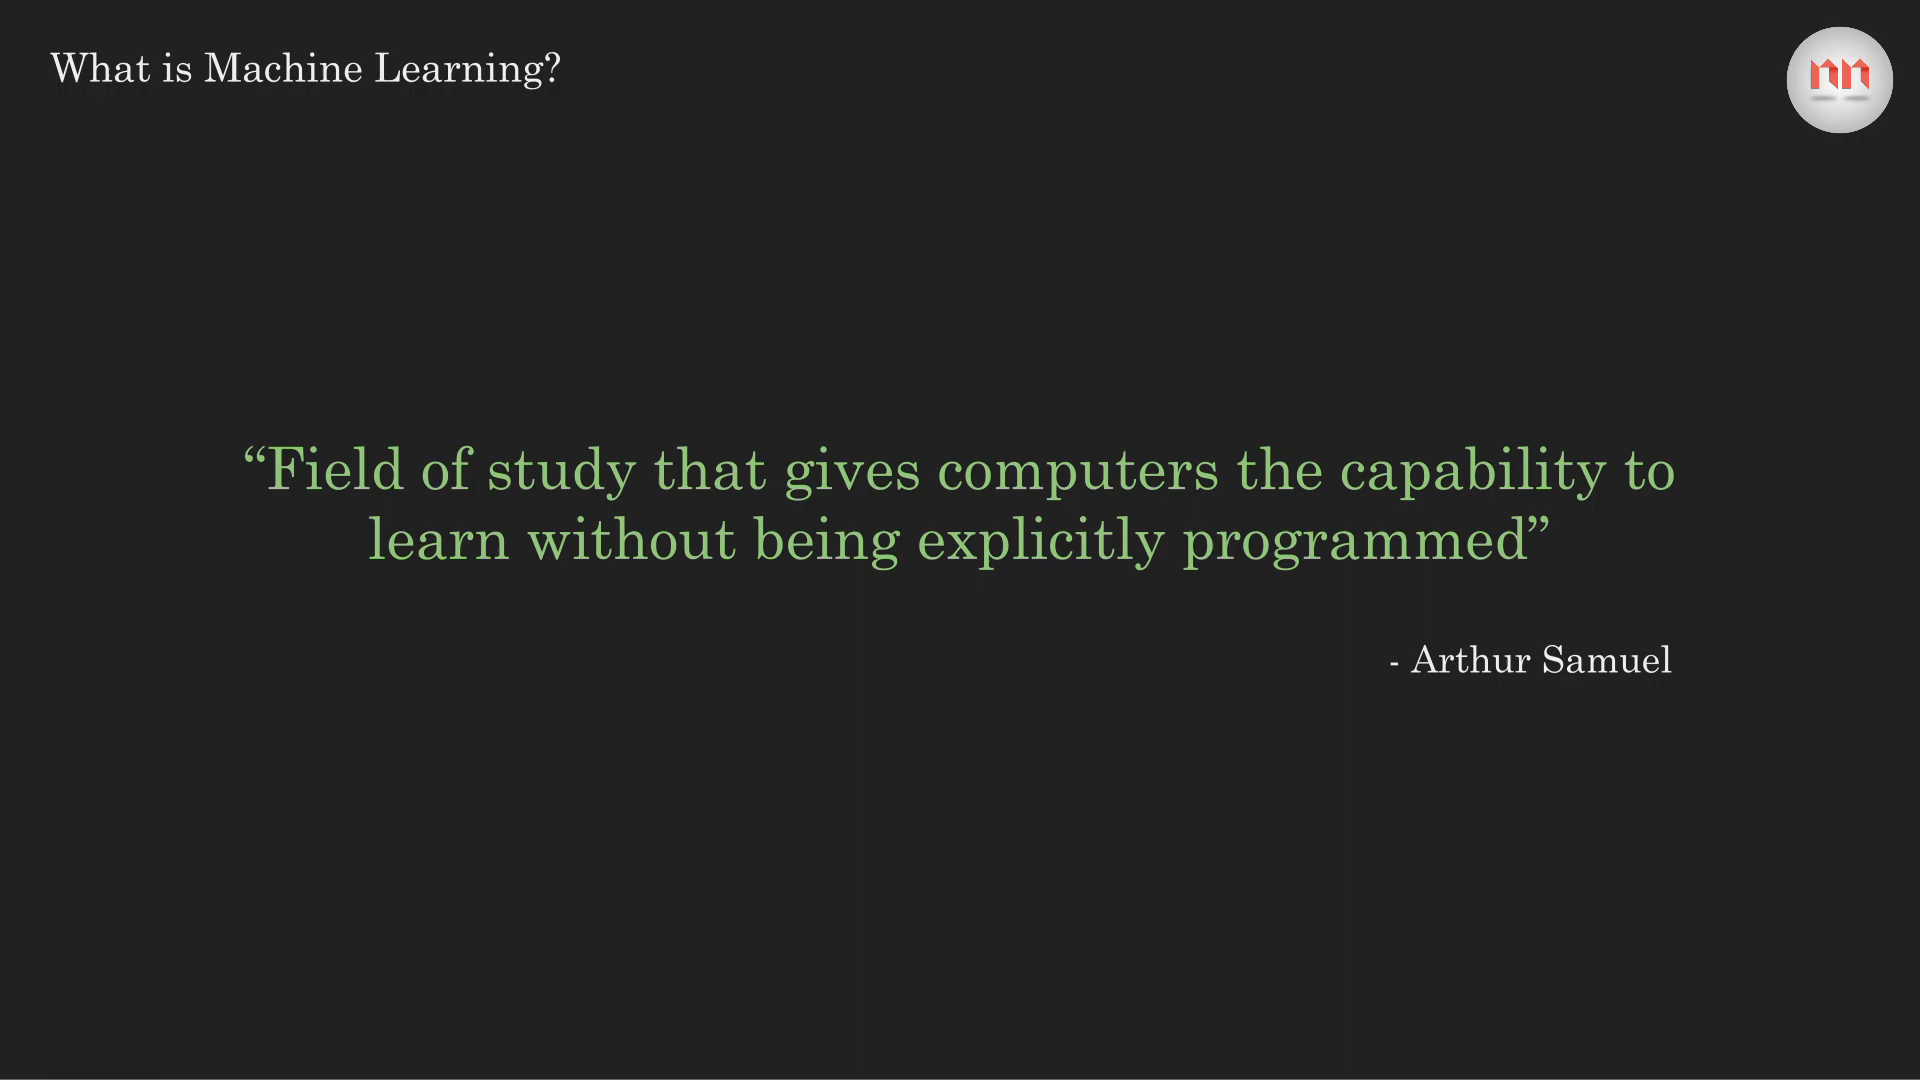 What is Machine Learning?
nn
“Field of study that gives computers the capability to
learn without being explicitly programmed”
- Arthur Samuel